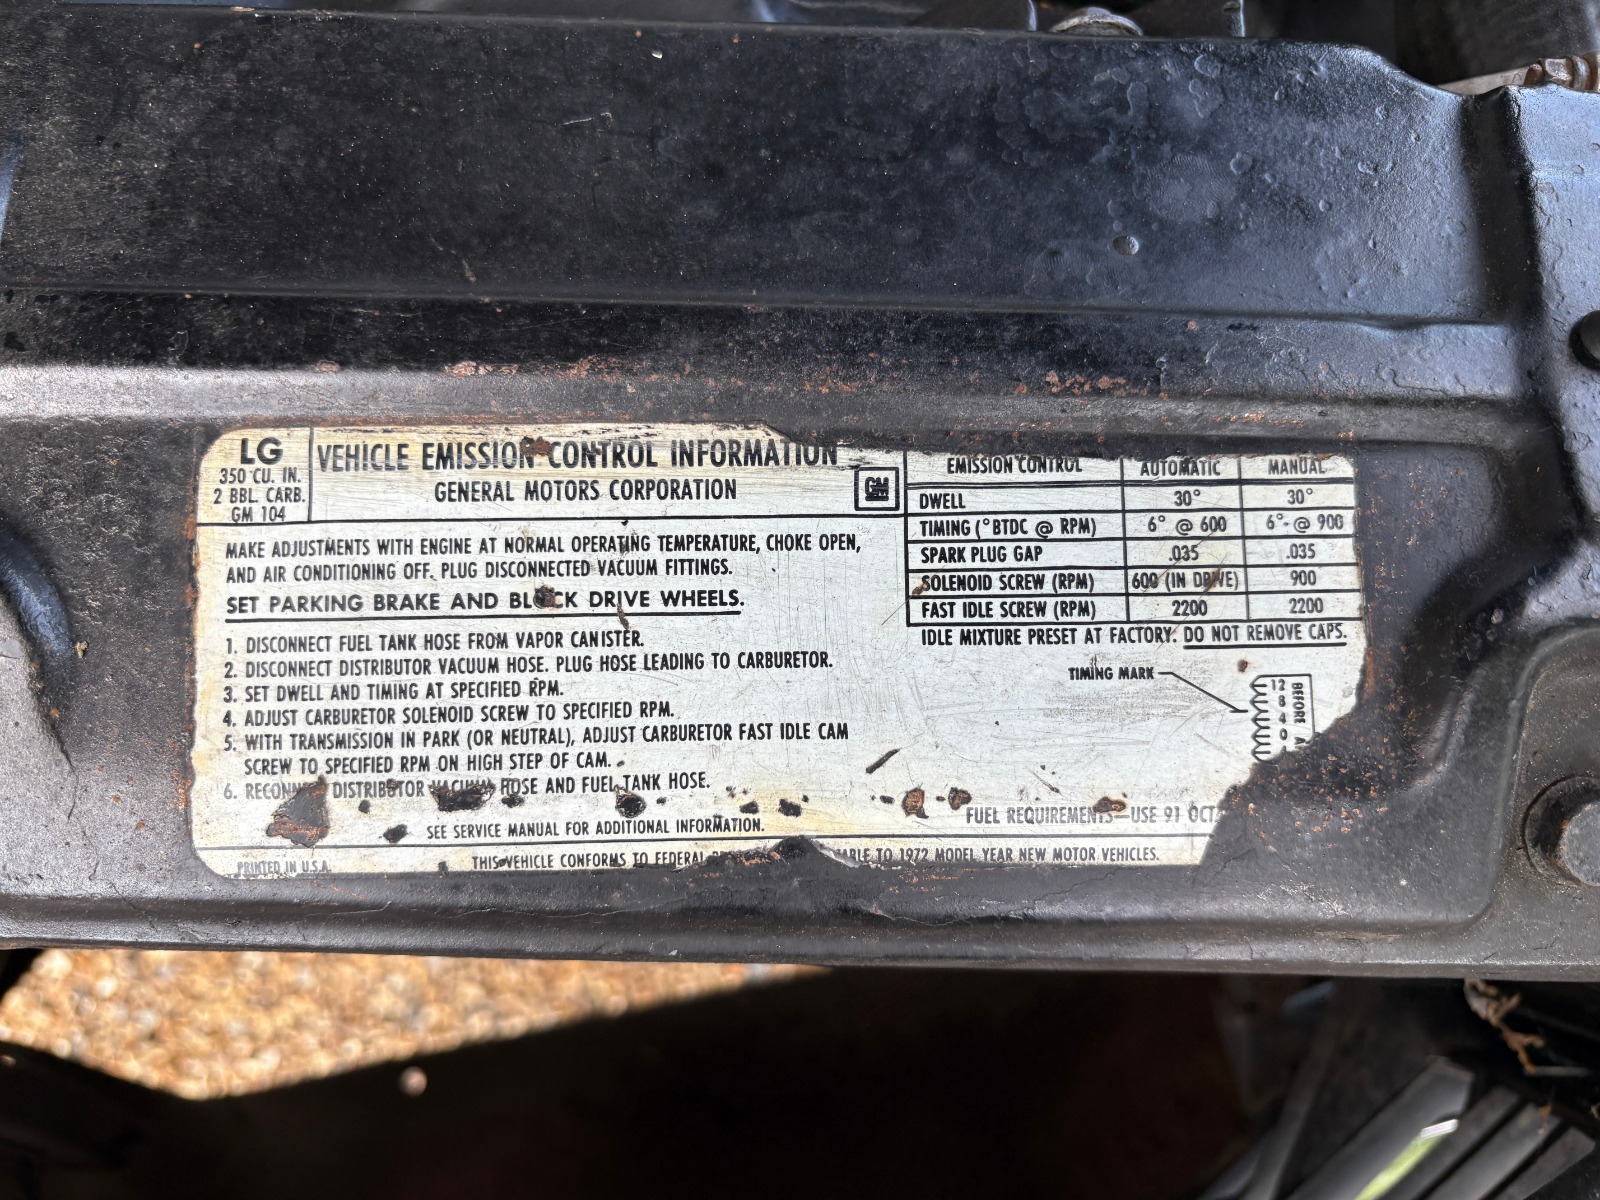 LG
350 CU. IN.
2 BBL. CARB.
GM 104
VEHICLE EMISSION CONTROL INFORMATION
GENERAL MOTORS CORPORATION
GM
MAKE ADJUSTMENTS WITH ENGINE AT NORMAL OPERATING TEMPERATURE, CHOKE OPEN,
AND AIR CONDITIONING OFF. PLUG DISCONNECTED VACUUM FITTINGS.
SET PARKING BRAKE AND BLOCK DRIVE WHEELS.
1. DISCONNECT FUEL TANK HOSE FROM VAPOR CANISTER.
2. DISCONNECT DISTRIBUTOR VACUUM HOSE. PLUG HOSE LEADING TO CARBURETOR.
3. SET DWELL AND TIMING AT SPECIFIED RPM.
4. ADJUST CARBURETOR SOLENOID SCREW TO SPECIFIED RPM.
5. WITH TRANSMISSION IN PARK (OR NEUTRAL), ADJUST CARBURETOR FAST IDLE CAM
SCREW TO SPECIFIED RPM ON HIGH STEP OF CAM.
6. RECONNECT DISTRIBUTOR VACUUM HOSE AND FUEL TANK HOSE.
SEE SERVICE MANUAL FOR ADDITIONAL INFORMATION.
EMISSION CONTROL AUTOMATIC MANUAL
DWELL 30° 30°
TIMING (°BTDC @ RPM) 6° @ 600 6° @ 900
SPARK PLUG GAP .035 .035
SOLENOID SCREW (RPM) 600 (IN DRIVE) 900
FAST IDLE SCREW (RPM) 2200 2200
IDLE MIXTURE PRESET AT FACTORY. DO NOT REMOVE CAPS.
TIMING MARK
12
8
4
0
BEFORE
FUEL REQUIREMENTS—USE 91
PRINTED IN U.S.A.
THIS VEHICLE CONFORMS TO FEDERAL TO 1972 MODEL YEAR NEW MOTOR VEHICLES.